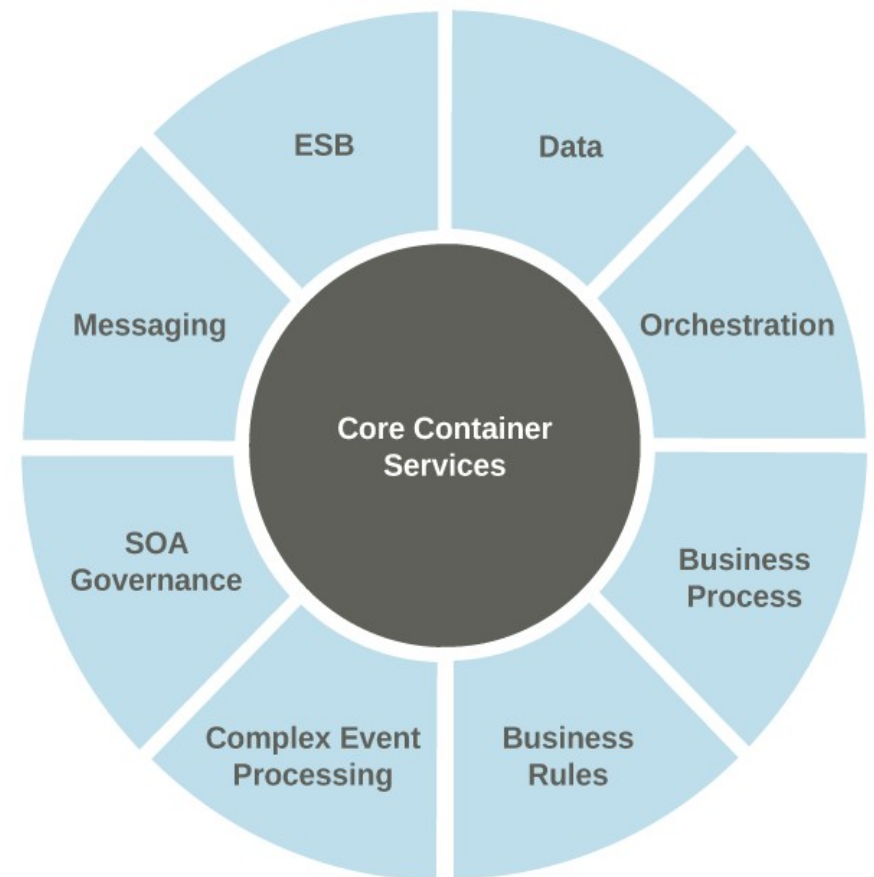 ESB
Data
Messaging
Orchestration
Core Container
Services
SOA
Governance
Business
Process
Complex Event
Processing
Business
Rules